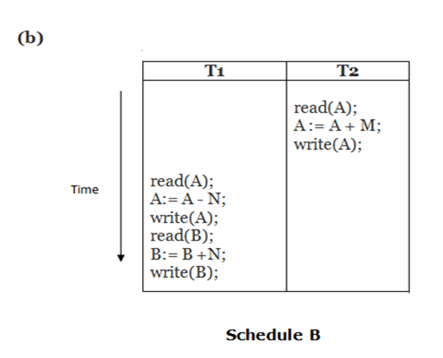 (b)
T1 T2
read(A);
A:= A + M;
write(A);
Time
read(A);
A:= A - N;
write(A);
read(B);
B:= B +N;
write(B);
Schedule B